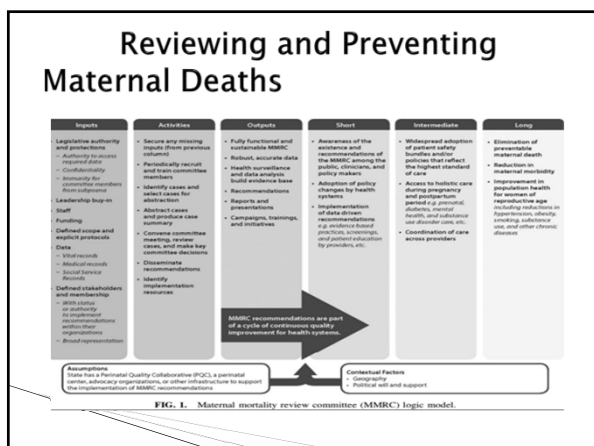 Reviewing and Preventing
Maternal Deaths
Inputs
• Legislative authority
and protections
– Authority to access
required data
– Confidentiality
– Immunity for
committee members
from subpoena
• Leadership buy-in
• Staff
• Funding
• Defined scope and
explicit protocols
• Data
– Vital records
– Medical records
– Social Service
Records
• Defined stakeholders
and membership
– With status
or authority
to implement
recommendations
within their
organizations
– Broad representation
Activities
• Secure any missing
inputs (from previous
column)
• Periodically recruit
and train committee
members
• Identify cases and
select cases for
abstraction
• Abstract cases
and produce case
summary
• Convene committee
meeting, review
cases, and make key
committee decisions
• Disseminate
recommendations
• Identify
implementation
resources
Outputs
• Fully functional and
sustainable MMRC
• Robust, accurate data
• Health surveillance
and data analysis
build evidence base
• Recommendations
• Reports and
presentations
• Campaigns, trainings,
and initiatives
Short
• Awareness of the
existence and
recommendations of
the MMRC among the
public, clinicians, and
policy makers
• Adoption of policy
changes by health
systems
• Implementation
of data driven
recommendations
e.g. evidence based
practices, screenings,
and patient education
by providers, etc.
Intermediate
• Widespread adoption
of patient safety
bundles and/or
policies that reflect
the highest standard
of care
• Access to holistic care
during pregnancy
and postpartum
period e.g. prenatal,
diabetes, mental
health, and substance
use disorder care, etc.
• Coordination of care
across providers
Long
• Elimination of
preventable
maternal death
• Reduction in
maternal morbidity
• Improvement in
population health
for women of
reproductive age
including reductions in
hypertension, obesity,
smoking, substance
use, and other chronic
diseases
MMRC recommendations are part
of a cycle of continuous quality
improvement for health systems.
Assumptions
State has a Perinatal Quality Collaborative (PQC), a perinatal
center, advocacy organizations, or other infrastructure to support
the implementation of MMRC recommendations
Contextual Factors
• Geography
• Political will and support
FIG. 1. Maternal mortality review committee (MMRC) logic model.